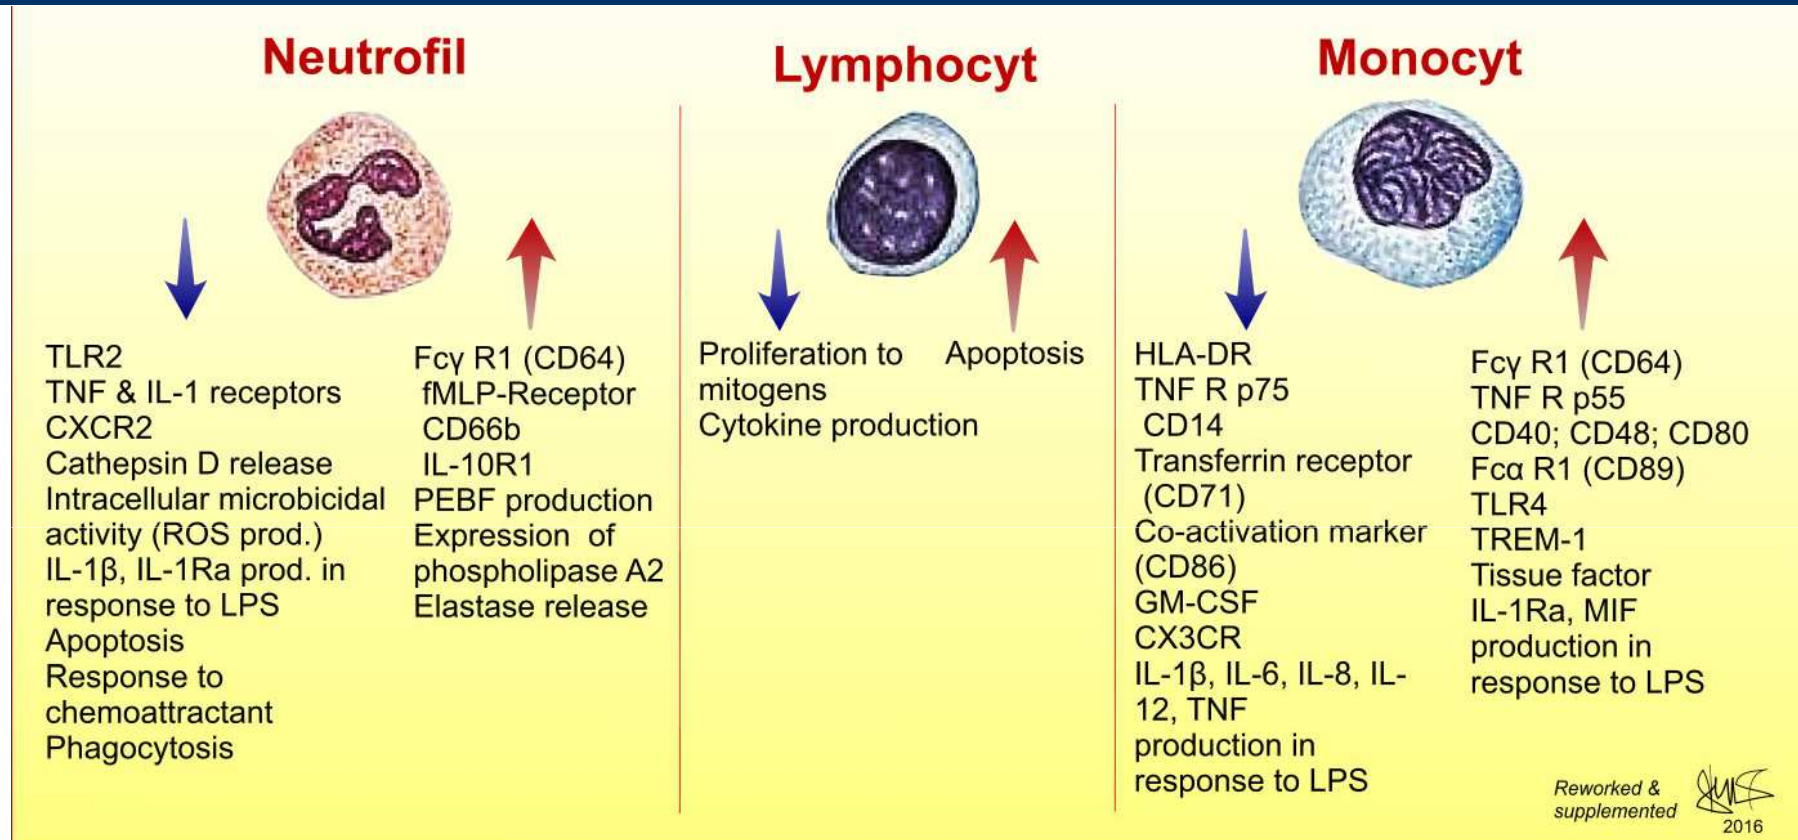 Neutrofil
TLR2
TNF & IL-1 receptors
CXCR2
Cathepsin D release
Intracellular microbicidal
activity (ROS prod.)
IL-1β, IL-1Ra prod. in
response to LPS
Apoptosis
Response to
chemoattractant
Phagocytosis
Fcγ R1 (CD64)
fMLP-Receptor
CD66b
IL-10R1
PEBF production
Expression of
phospholipase A2
Elastase release
Lymphocyt
Proliferation to
mitogens
Cytokine production
Apoptosis
Monocyt
HLA-DR
TNF R p75
CD14
Transferrin receptor
(CD71)
Co-activation marker
(CD86)
GM-CSF
CX3CR
IL-1β, IL-6, IL-8, IL-
12, TNF
production in
response to LPS
Fcγ R1 (CD64)
TNF R p55
CD40; CD48; CD80
Fcα R1 (CD89)
TLR4
TREM-1
Tissue factor
IL-1Ra, MIF
production in
response to LPS
Reworked &
supplemented
2016